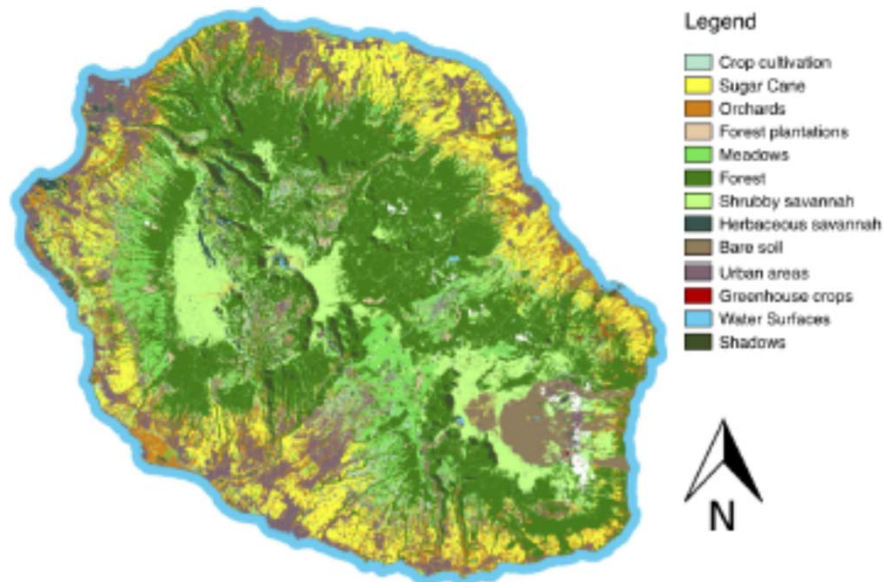 Legend
Crop cultivation
Sugar Cane
Orchards
Forest plantations
Meadows
Forest
Shrubby savannah
Herbaceous savannah
Bare soil
Urban areas
Greenhouse crops
Water Surfaces
Shadows
N